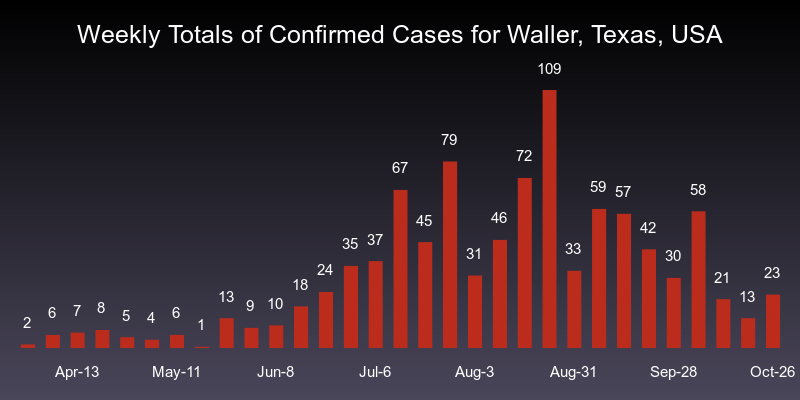 Weekly Totals of Confirmed Cases for Waller, Texas, USA
2 6 7 8 5 4 6 1 13 9 10 18 24 35 37 67 45 79 31 46 72 109 33 59 57 42 30 58 21 13 23
Apr-13 May-11 Jun-8 Jul-6 Aug-3 Aug-31 Sep-28 Oct-26